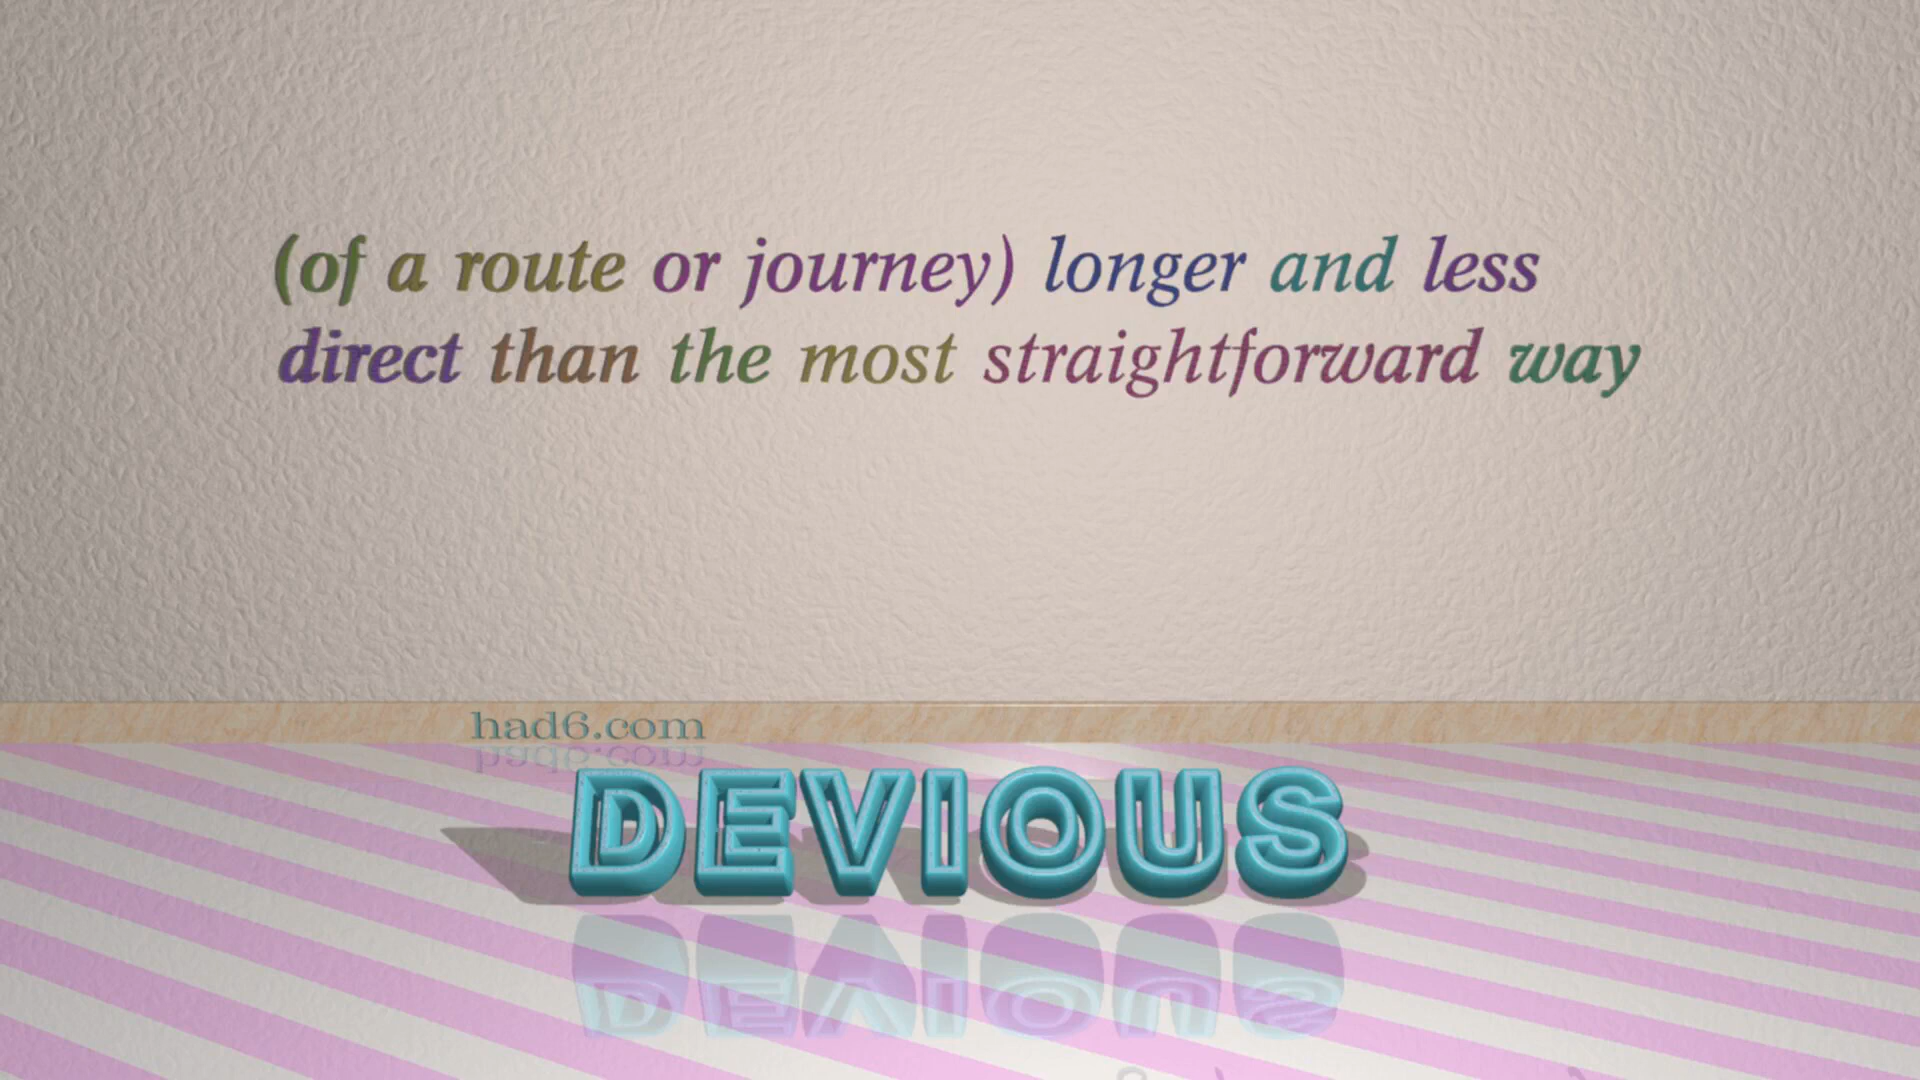 (of a route or journey) longer and less
direct than the most straightforward way
had6.com
DEVIOUS